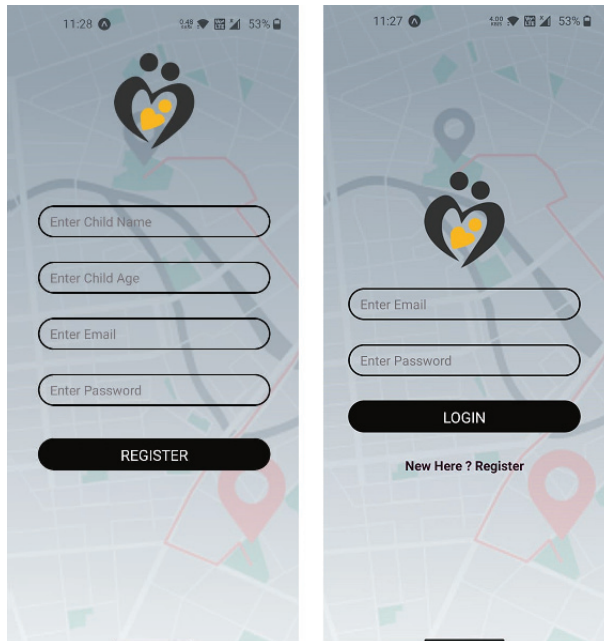 11:28
53%
Enter Child Name
Enter Child Age
Enter Email
Enter Password
REGISTER
11:27
53%
Enter Email
Enter Password
LOGIN
New Here ? Register